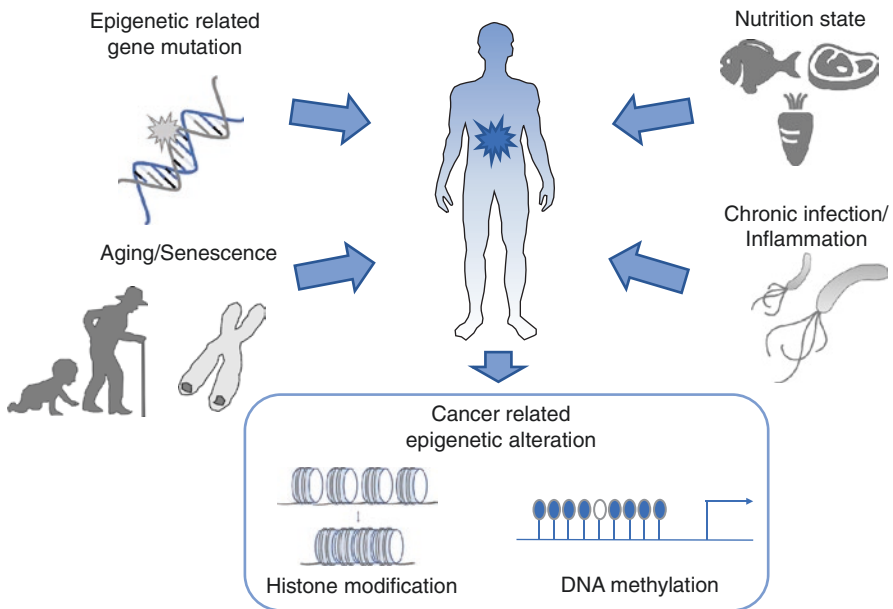 Epigenetic related
gene mutation
Nutrition state
Aging/Senescence
Chronic infection/
Inflammation
Cancer related
epigenetic alteration
Histone modification
DNA methylation